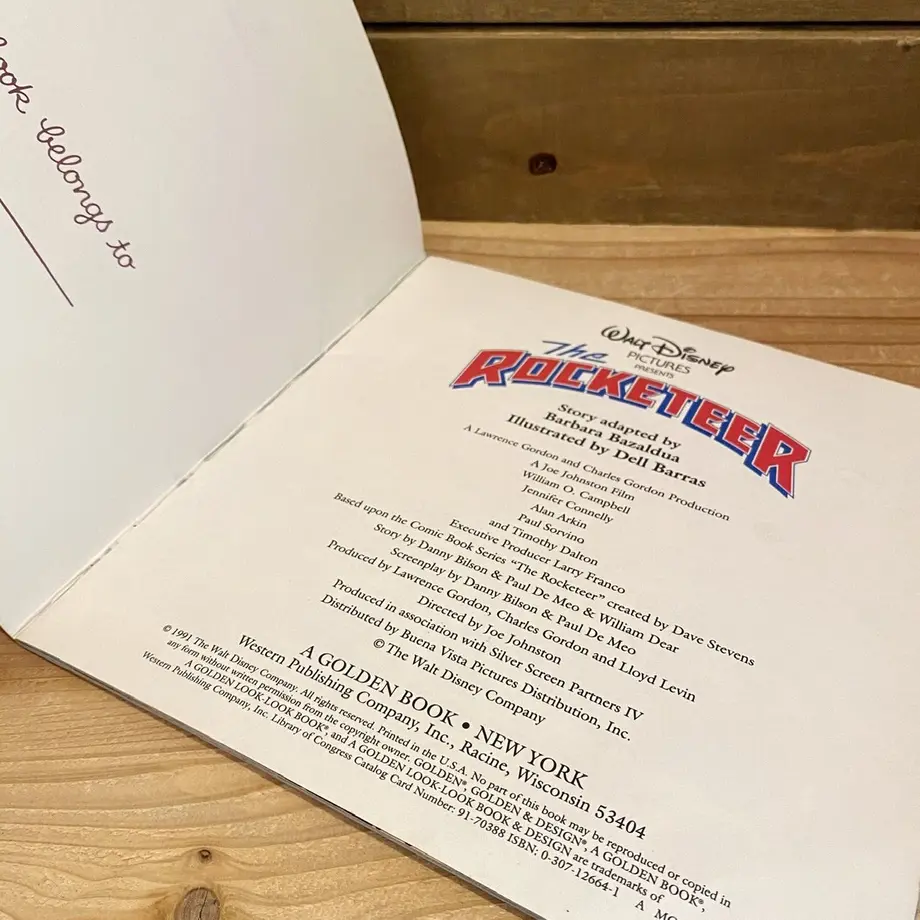 book belongs to
WALT DISNEY
PICTURES
PRESENTS
The
ROCKETEER
Story adapted by
Barbara Bazaldua
Illustrated by Dell Barras
A Lawrence Gordon and Charles Gordon Production
A Joe Johnston Film
William O. Campbell
Jennifer Connelly
Alan Arkin
Paul Sorvino
and Timothy Dalton
Executive Producer Larry Franco
Based upon the Comic Book Series "The Rocketeer" created by Dave Stevens
Story by Danny Bilson & Paul De Meo & William Dear
Screenplay by Danny Bilson & Paul De Meo
Produced by Lawrence Gordon, Charles Gordon and Lloyd Levin
Directed by Joe Johnston
Produced in association with Silver Screen Partners IV
Distributed by Buena Vista Pictures Distribution, Inc.
© The Walt Disney Company
A GOLDEN BOOK • NEW YORK
Western Publishing Company, Inc., Racine, Wisconsin 53404
© 1991 The Walt Disney Company. All rights reserved. Printed in the U.S.A. No part of this book may be reproduced or copied in
any form without written permission from the copyright owner. GOLDEN®, GOLDEN & DESIGN®, A GOLDEN BOOK®,
A GOLDEN LOOK-LOOK BOOK®, and A GOLDEN LOOK-LOOK BOOK & DESIGN are trademarks of
Western Publishing Company, Inc. Library of Congress Catalog Card Number: 91-70388 ISBN: 0-307-12664-1 A